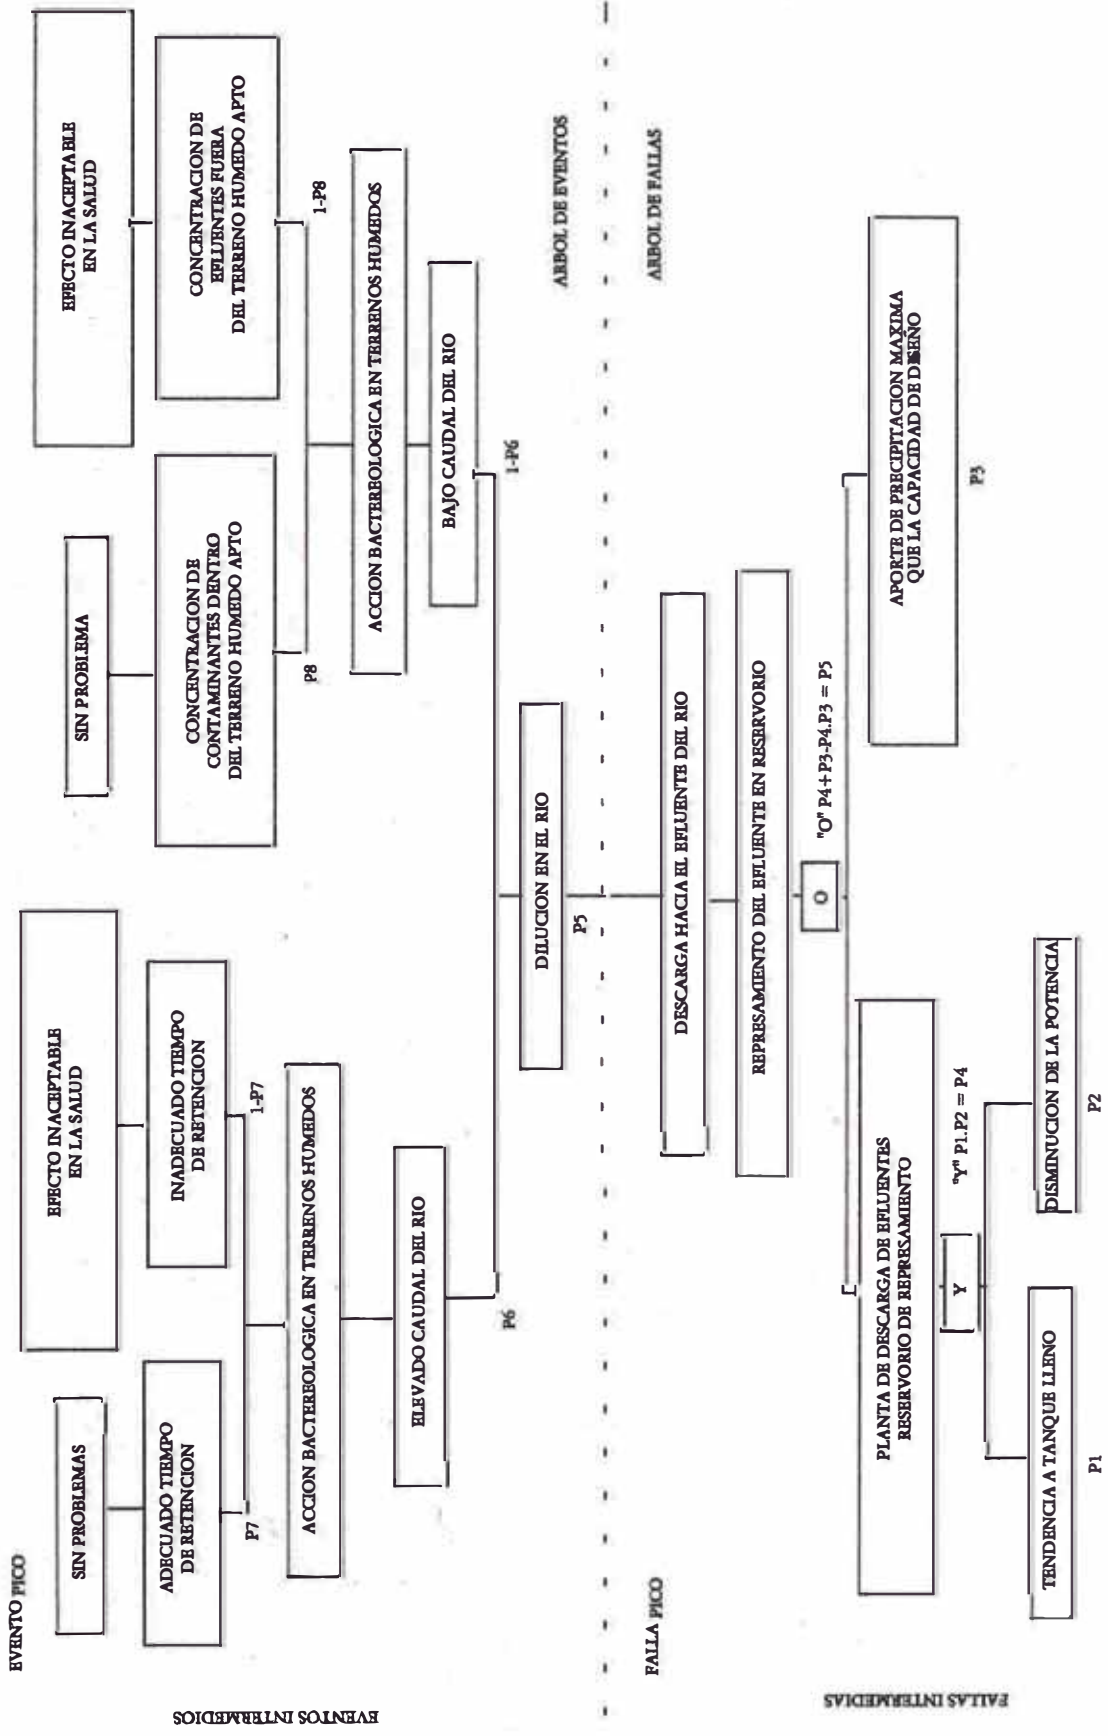 EVENTO PICO
SIN PROBLEMAS
EFECTO INACEPTABLE
EN LA SALUD
SIN PROBLEMA
EFECTO INACEPTABLE
EN LA SALUD
ADECUADO TIEMPO
DE RETENCION
INADECUADO TIEMPO
DE RETENCION
CONCENTRACION DE
CONTAMINANTES DENTRO
DEL TERRENO HUMEDO APTO
CONCENTRACION DE
EFLUENTES FUERA
DEL TERRENO HUMEDO APTO
P7
1-P7
P8
1-P8
ACCION BACTEREOLOGICA EN TERRENOS HUMEDOS
ACCION BACTERBOLOGICA EN TERRENOS HUMEDOS
ELEVADO CAUDAL DEL RIO
BAJO CAUDAL DEL RIO
P6
1-P6
DILUCION EN EL RIO
P5
EVENTOS INTERMEDIOS
ARBOL DE EVENTOS
FALLA PICO
ARBOL DE FALLAS
DESCARGA HACIA EL EFLUENTE DEL RIO
REPRESAMIENTO DEL EFLUENTE EN RESERVORIO
O
"O" P4+P3-P4.P3 = P5
PLANTA DE DESCARGA DE EFLUENTES
RESERVORIO DE REPRESAMIENTO
APORTE DE PRECIPITACION MAXIMA
QUE LA CAPACIDAD DE DISEÑO
P3
Y
"Y" P1.P2 = P4
TENDENCIA A TANQUE LLENO
DISMINUCION DE LA POTENCIA
P1
P2
FALLAS INTERMEDIAS